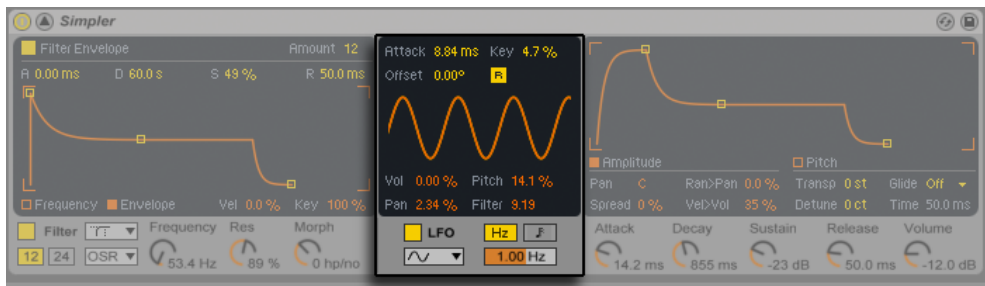 Simpler
Filter Envelope Amount 12
A 0.00 ms D 60.0 s S 49 % R 50.0 ms
Frequency Envelope Vel 0.0 % Key 100 %
Filter Frequency Res Morph
12 24 OSR 53.4 Hz 89 % 0 hp/no
Attack 8.84 ms Key 4.7 %
Offset 0.00° R
Vol 0.00 % Pitch 14.1 %
Pan 2.34 % Filter 9.19
LFO Hz
1.00 Hz
Amplitude Pitch
Pan C Ran>Pan 0.0 % Transp 0 st Glide Off
Spread 0 % Vel>Vol 35 % Detune 0 ct Time 50.0 ms
Attack Decay Sustain Release Volume
14.2 ms 855 ms -23 dB 50.0 ms -12.0 dB